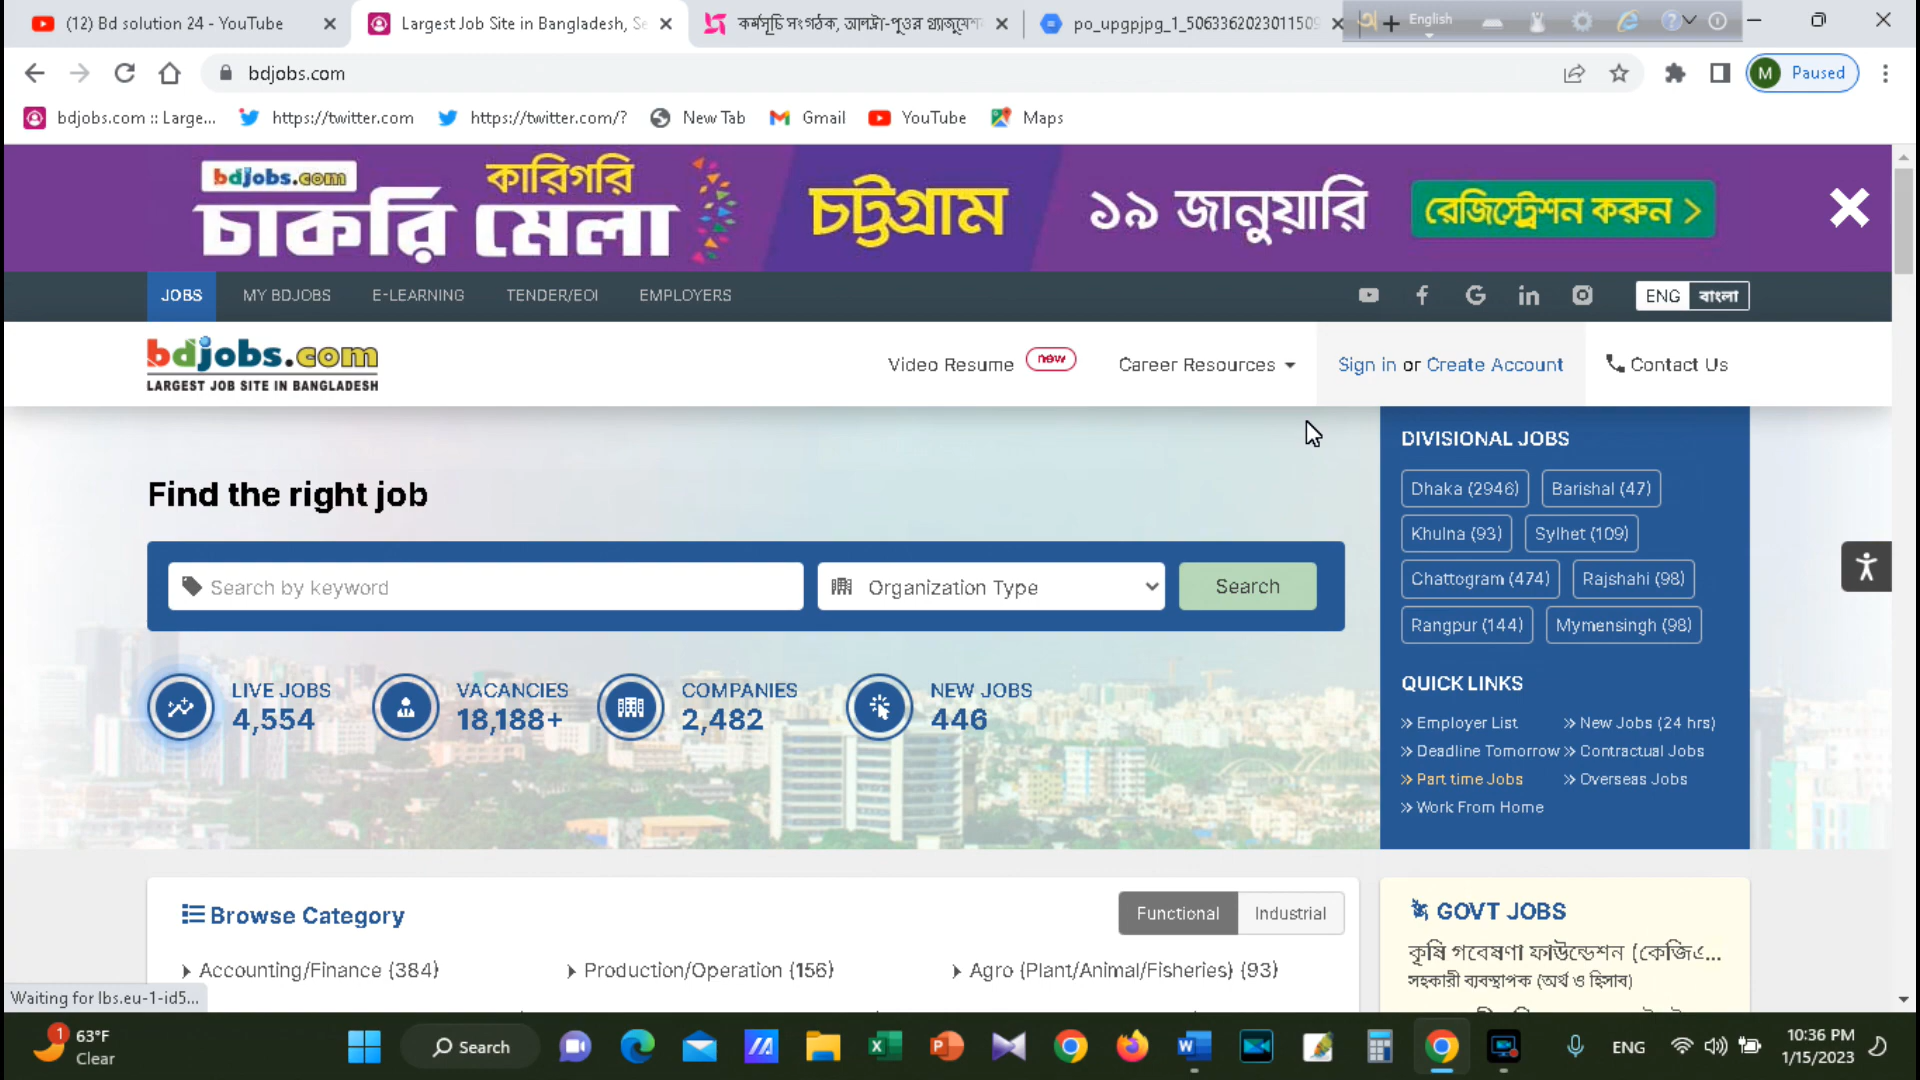 (12) Bd solution 24 - YouTube
Largest Job Site in Bangladesh, Se
po_upgpjpg_1_5063362023011509
English
bdjobs.com
Paused
bdjobs.com :: Large...
https://twitter.com
https://twitter.com/?
New Tab
Gmail
YouTube
Maps
bdjobs.com
কারিগরি
চাকরি মেলা
চট্টগ্রাম
১৯ জানুয়ারি
রেজিস্ট্রেশন করুন >
JOBS
MY BDJOBS
E-LEARNING
TENDER/EOI
EMPLOYERS
ENG
বাংলা
bdjobs.com
LARGEST JOB SITE IN BANGLADESH
Video Resume
new
Career Resources
Sign in or Create Account
Contact Us
Find the right job
Search by keyword
Organization Type
Search
LIVE JOBS
4,554
VACANCIES
18,188+
COMPANIES
2,482
NEW JOBS
446
DIVISIONAL JOBS
Dhaka (2946)
Barishal (47)
Khulna (93)
Sylhet (109)
Chattogram (474)
Rajshahi (98)
Rangpur (144)
Mymensingh (98)
QUICK LINKS
Employer List
New Jobs (24 hrs)
Deadline Tomorrow
Contractual Jobs
Part time Jobs
Overseas Jobs
Work From Home
Browse Category
Functional
Industrial
Accounting/Finance (384)
Production/Operation (156)
Agro (Plant/Animal/Fisheries) (93)
GOVT JOBS
কৃষি গবেষণা ফাউন্ডেশন (কেজিএ...
সহকারী ব্যবস্থাপক (অর্থ ও হিসাব)
Waiting for lbs.eu-1-id5...
1
63°F
Clear
Search
ENG
10:36 PM
1/15/2023